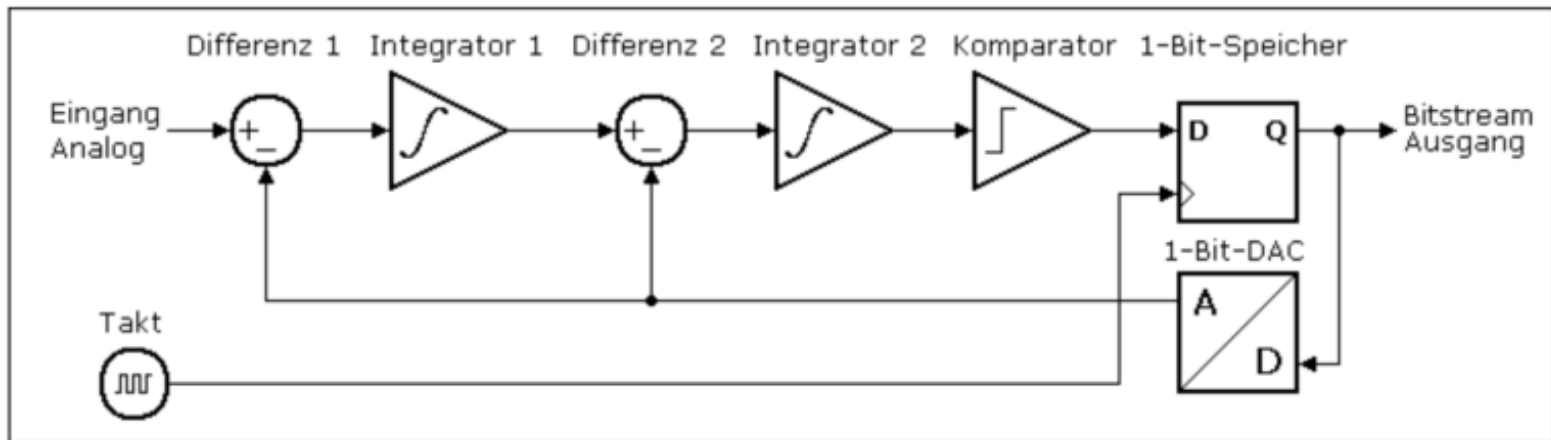 Differenz 1 Integrator 1 Differenz 2 Integrator 2 Komparator 1-Bit-Speicher
Eingang
Analog
+
−
+
−
D Q
Bitstream
Ausgang
1-Bit-DAC
A
D
Takt